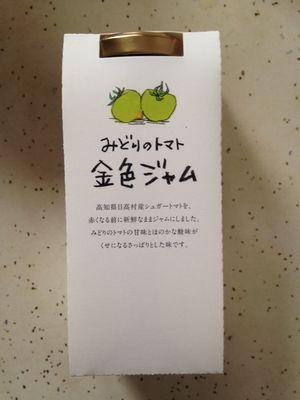 みどりのトマト
金色ジャム
高知県日高村産シュガートマトを、
赤くなる前に新鮮なままジャムにしました。
みどりのトマトの甘味とほのかな酸味が
くせになるさっぱりとした味です。